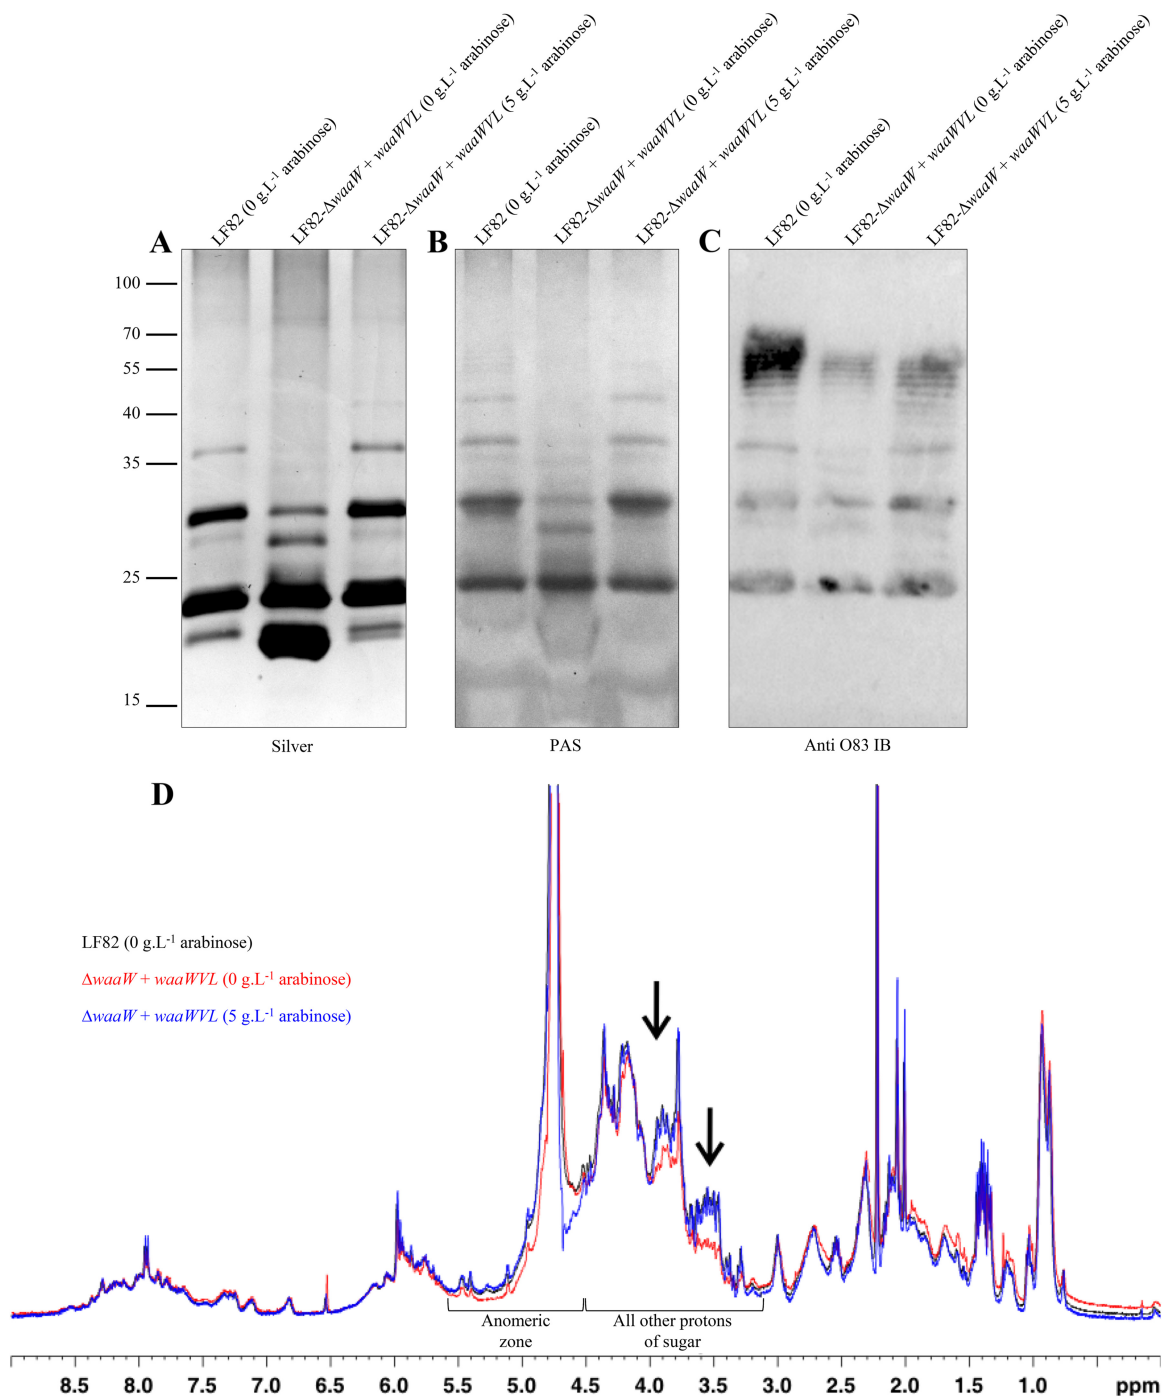 LF82 (0 g.L-1 arabinose)
LF82-ΔwaaW + waaWVL (0 g.L-1 arabinose)
LF82-ΔwaaW + waaWVL (5 g.L-1 arabinose)
LF82 (0 g.L-1 arabinose)
LF82-ΔwaaW + waaWVL (0 g.L-1 arabinose)
LF82-ΔwaaW + waaWVL (5 g.L-1 arabinose)
LF82 (0 g.L-1 arabinose)
LF82-ΔwaaW + waaWVL (0 g.L-1 arabinose)
LF82-ΔwaaW + waaWVL (5 g.L-1 arabinose)
A
B
C
100
70
55
40
35
25
15
Silver
PAS
Anti O83 IB
D
LF82 (0 g.L-1 arabinose)
ΔwaaW + waaWVL (0 g.L-1 arabinose)
ΔwaaW + waaWVL (5 g.L-1 arabinose)
Anomeric
zone
All other protons
of sugar
8.5 8.0 7.5 7.0 6.5 6.0 5.5 5.0 4.5 4.0 3.5 3.0 2.5 2.0 1.5 1.0 ppm